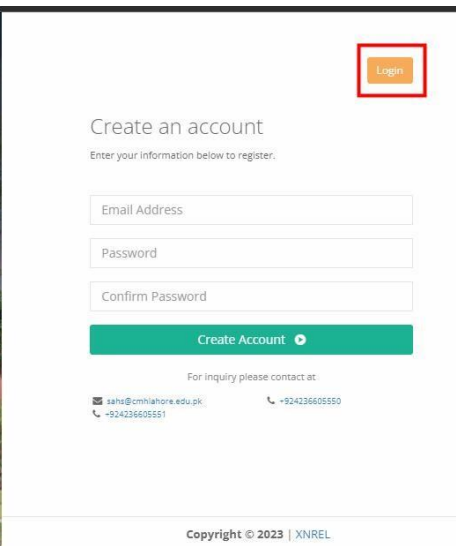 Login
Create an account
Enter your information below to register.
Email Address
Password
Confirm Password
Create Account
For inquiry please contact at
sahs@cmhlahore.edu.pk +924236605550
+924236605551
Copyright © 2023 | XNREL